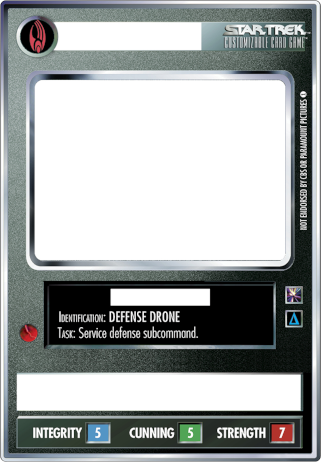 STAR TREK
CUSTOMIZABLE CARD GAME
NOT ENDORSED BY CBS OR PARAMOUNT PICTURES
IDENTIFICATION: DEFENSE DRONE
TASK: Service defense subcommand.
INTEGRITY 5 CUNNING 5 STRENGTH 7